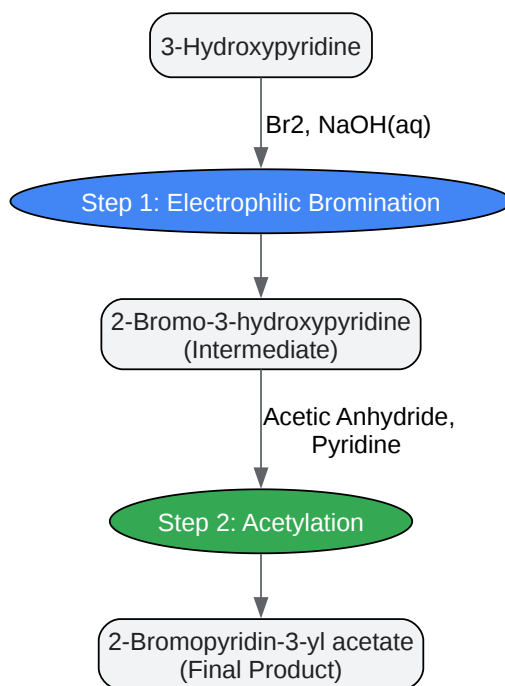 3-Hydroxypyridine
Br2, NaOH(aq)
Step 1: Electrophilic Bromination
2-Bromo-3-hydroxypyridine
(Intermediate)
Acetic Anhydride,
Pyridine
Step 2: Acetylation
2-Bromopyridin-3-yl acetate
(Final Product)